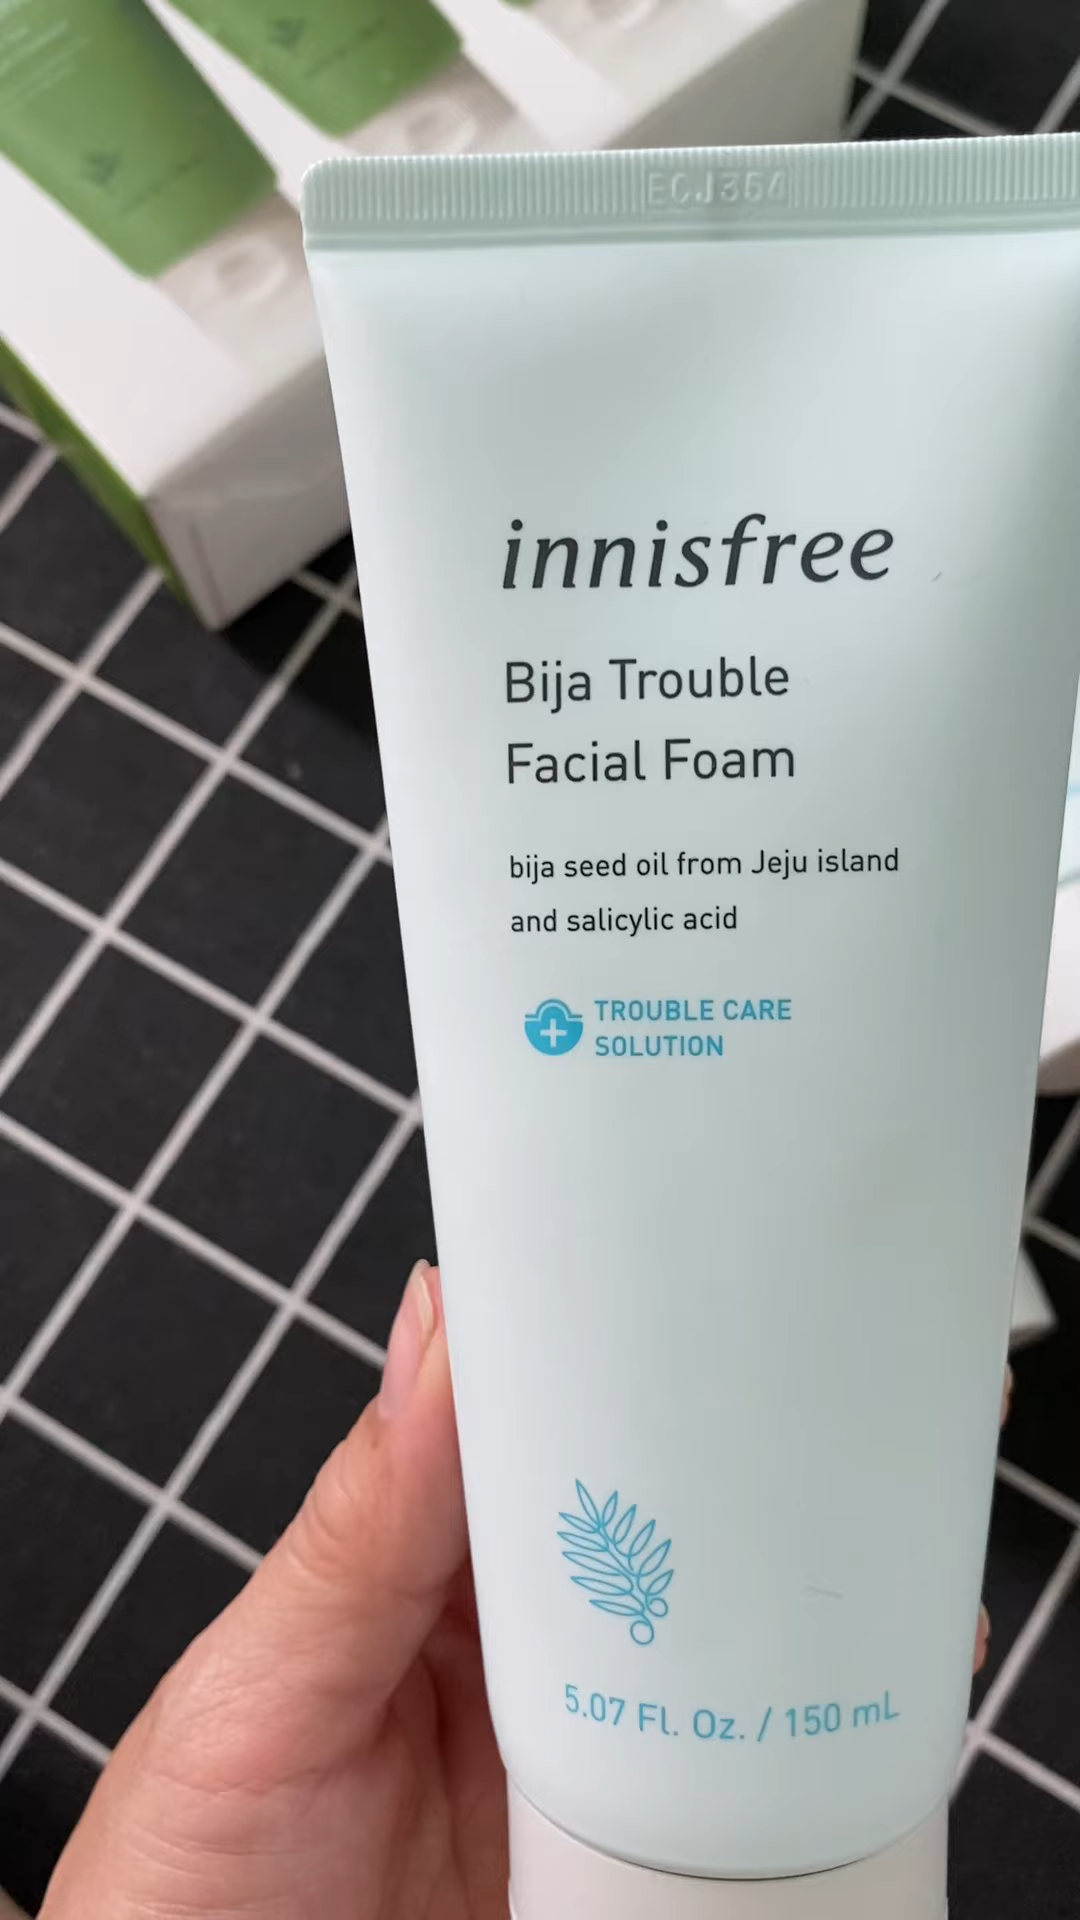 ECJ354
innisfree
Bija Trouble
Facial Foam
bija seed oil from Jeju island
and salicylic acid
TROUBLE CARE
SOLUTION
5.07 Fl. Oz. / 150 mL